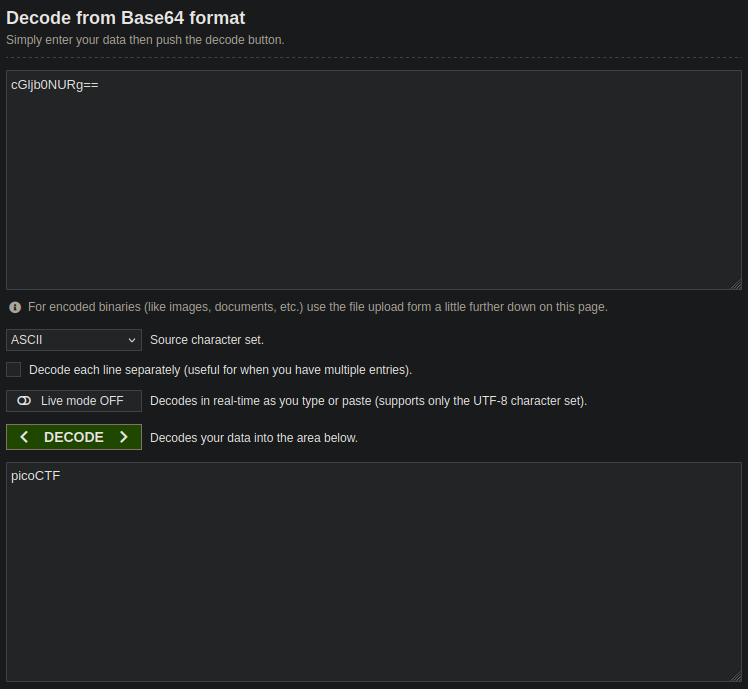 Decode from Base64 format
Simply enter your data then push the decode button.
cGljb0NURg==
For encoded binaries (like images, documents, etc.) use the file upload form a little further down on this page.
ASCII Source character set.
Decode each line separately (useful for when you have multiple entries).
Live mode OFF Decodes in real-time as you type or paste (supports only the UTF-8 character set).
DECODE Decodes your data into the area below.
picoCTF